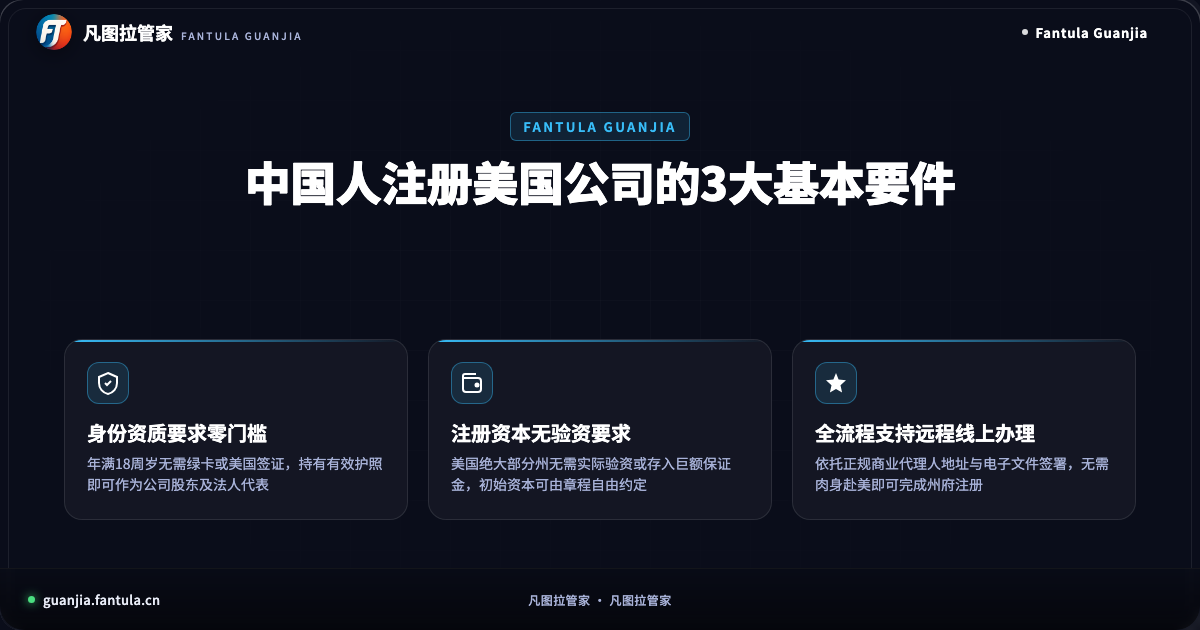 FT
凡图拉管家 FANTULA GUANJIA
Fantula Guanjia
FANTULA GUANJIA
中国人注册美国公司的3大基本要件
身份资质要求零门槛
年满18周岁无需绿卡或美国签证，持有有效护照
即可作为公司股东及法人代表
注册资本无验资要求
美国绝大部分州无需实际验资或存入巨额保证
金，初始资本可由章程自由约定
全流程支持远程线上办理
依托正规商业代理人地址与电子文件签署，无需
肉身赴美即可完成州府注册
guanjia.fantula.cn
凡图拉管家 • 凡图拉管家